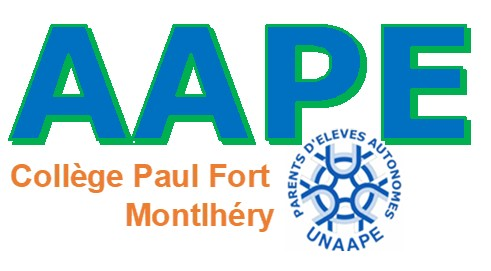 AAPE
Collège Paul Fort
Montlhéry
PARENTS D'ELEVES AUTONOMES
UNAAPE